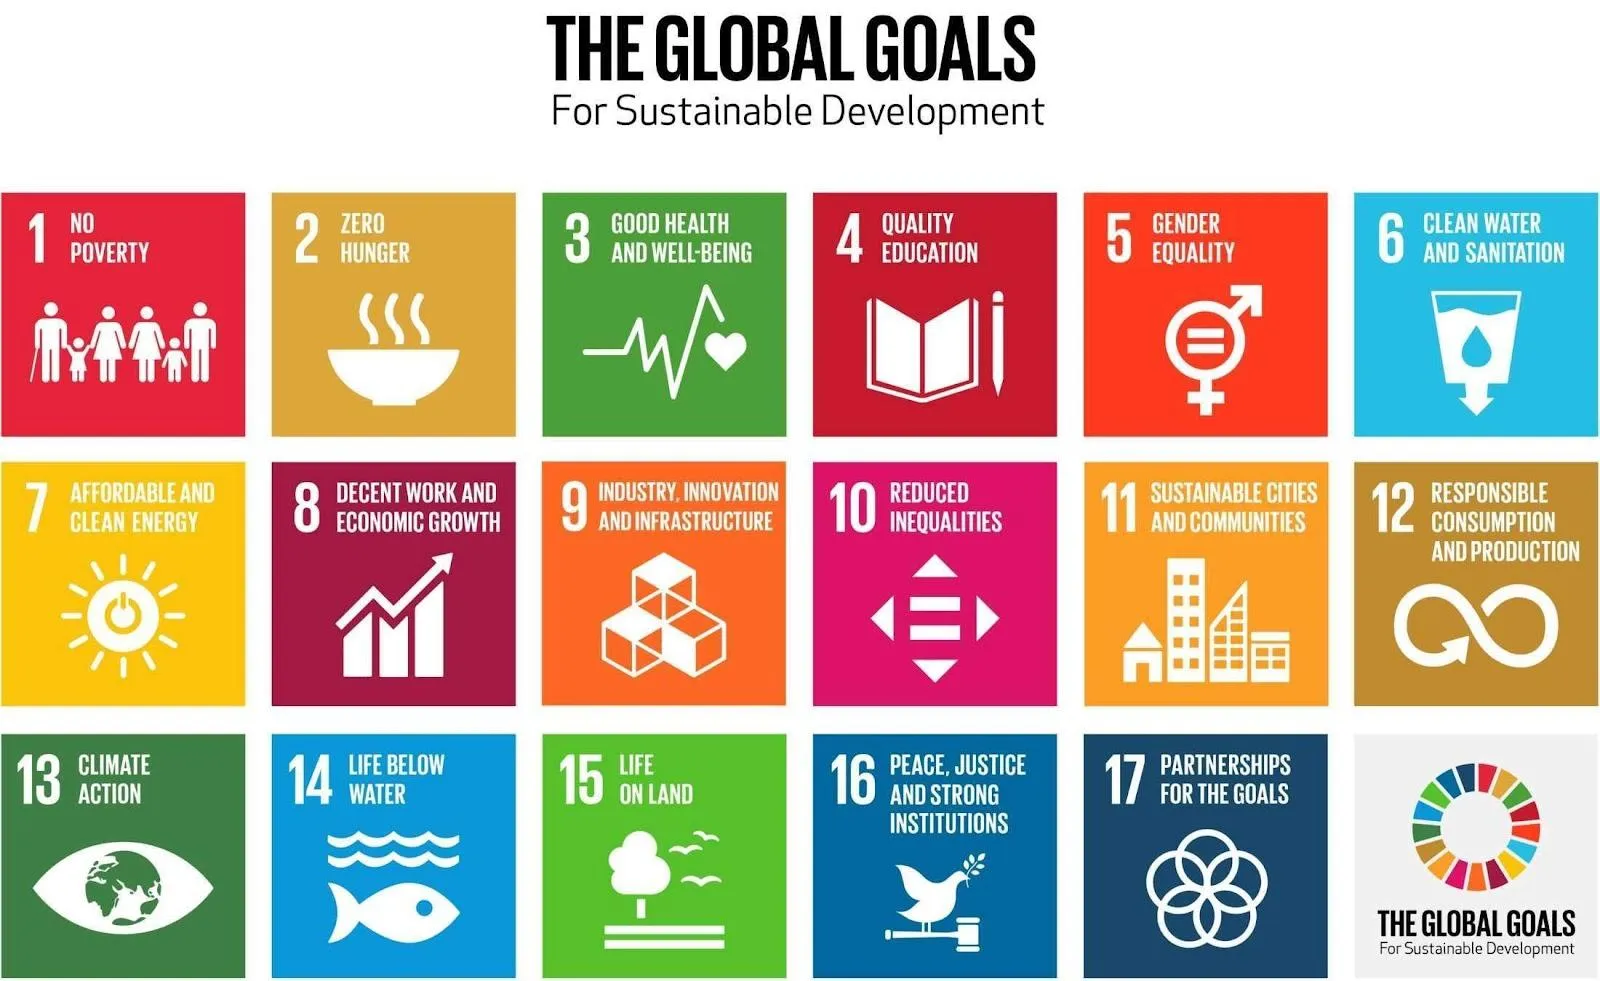 THE GLOBAL GOALS
For Sustainable Development
1 NO
POVERTY
2 ZERO
HUNGER
3 GOOD HEALTH
AND WELL-BEING
4 QUALITY
EDUCATION
5 GENDER
EQUALITY
6 CLEAN WATER
AND SANITATION
7 AFFORDABLE AND
CLEAN ENERGY
8 DECENT WORK AND
ECONOMIC GROWTH
9 INDUSTRY, INNOVATION
AND INFRASTRUCTURE
10 REDUCED
INEQUALITIES
11 SUSTAINABLE CITIES
AND COMMUNITIES
12 RESPONSIBLE
CONSUMPTION
AND PRODUCTION
13 CLIMATE
ACTION
14 LIFE BELOW
WATER
15 LIFE
ON LAND
16 PEACE, JUSTICE
AND STRONG
INSTITUTIONS
17 PARTNERSHIPS
FOR THE GOALS
THE GLOBAL GOALS
For Sustainable Development